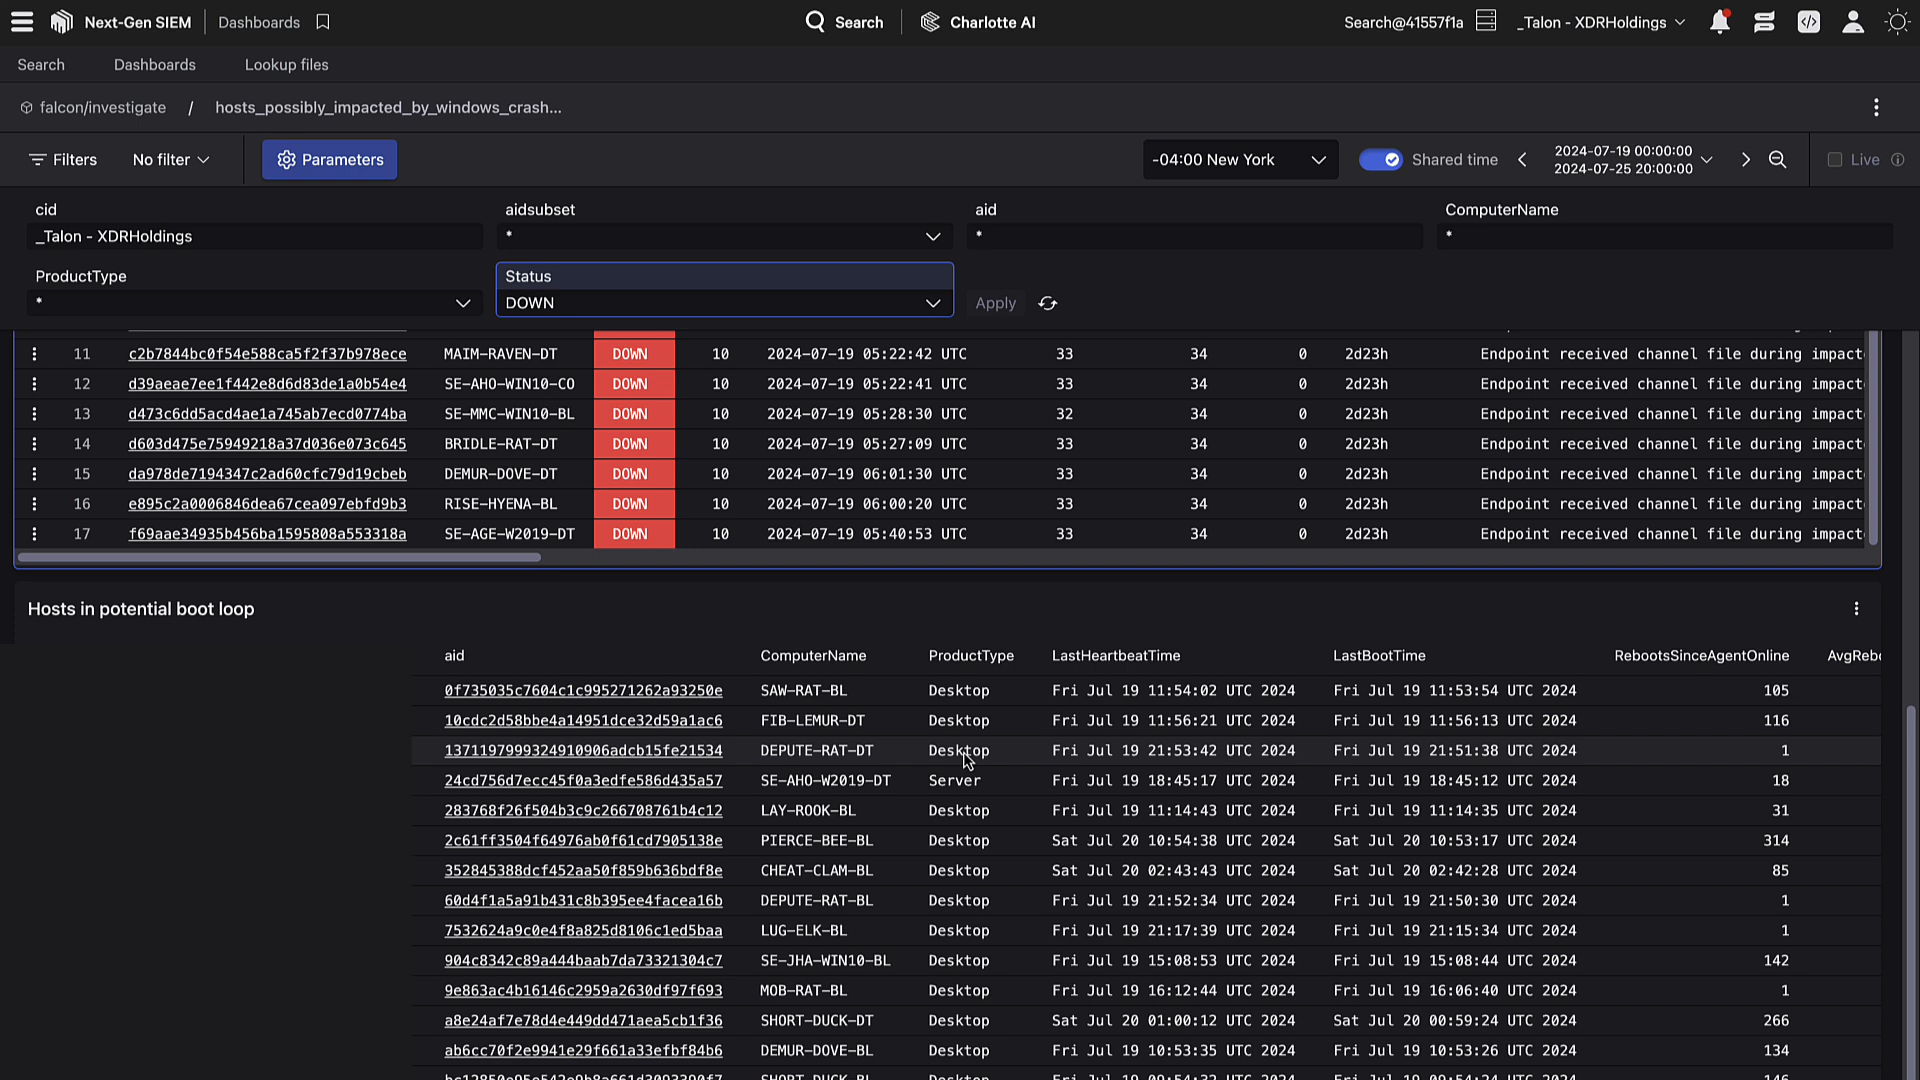 Next-Gen SIEM Dashboards Search Charlotte AI Search@41557f1a _Talon - XDRHoldings
Search Dashboards Lookup files
falcon/investigate / hosts_possibly_impacted_by_windows_crash...
Filters No filter Parameters -04:00 New York Shared time 2024-07-19 00:00:00 Live
2024-07-25 20:00:00
cid aidsubset aid ComputerName
_Talon - XDRHoldings * * *
ProductType Status
* DOWN Apply
11 c2b7844bc0f54e588ca5f2f37b978ece MAIM-RAVEN-DT DOWN 10 2024-07-19 05:22:42 UTC 33 34 0 2d23h Endpoint received channel file during impact
12 d39aeae7ee1f442e8d6d83de1a0b54e4 SE-AHO-WIN10-CO DOWN 10 2024-07-19 05:22:41 UTC 33 34 0 2d23h Endpoint received channel file during impact
13 d473c6dd5acd4ae1a745ab7ecd0774ba SE-MMC-WIN10-BL DOWN 10 2024-07-19 05:28:30 UTC 32 34 0 2d23h Endpoint received channel file during impact
14 d603d475e75949218a37d036e073c645 BRIDLE-RAT-DT DOWN 10 2024-07-19 05:27:09 UTC 33 34 0 2d23h Endpoint received channel file during impact
15 da978de7194347c2ad60cfc79d19cbeb DEMUR-DOVE-DT DOWN 10 2024-07-19 06:01:30 UTC 33 34 0 2d23h Endpoint received channel file during impact
16 e895c2a0006846dea67cea097ebfd9b3 RISE-HYENA-BL DOWN 10 2024-07-19 06:00:20 UTC 33 34 0 2d23h Endpoint received channel file during impact
17 f69aae34935b456ba1595808a553318a SE-AGE-W2019-DT DOWN 10 2024-07-19 05:40:53 UTC 33 34 0 2d23h Endpoint received channel file during impact
Hosts in potential boot loop
aid ComputerName ProductType LastHeartbeatTime LastBootTime RebootsSinceAgentOnline AvgReb
0f735035c7604c1c995271262a93250e SAW-RAT-BL Desktop Fri Jul 19 11:54:02 UTC 2024 Fri Jul 19 11:53:54 UTC 2024 105
10cdc2d58bbe4a14951dce32d59a1ac6 FIB-LEMUR-DT Desktop Fri Jul 19 11:56:21 UTC 2024 Fri Jul 19 11:56:13 UTC 2024 116
1371197999324910906adcb15fe21534 DEPUTE-RAT-DT Desktop Fri Jul 19 21:53:42 UTC 2024 Fri Jul 19 21:51:38 UTC 2024 1
24cd756d7ecc45f0a3edfe586d435a57 SE-AHO-W2019-DT Server Fri Jul 19 18:45:17 UTC 2024 Fri Jul 19 18:45:12 UTC 2024 18
283768f26f504b3c9c266708761b4c12 LAY-ROOK-BL Desktop Fri Jul 19 11:14:43 UTC 2024 Fri Jul 19 11:14:35 UTC 2024 31
2c61ff3504f64976ab0f61cd7905138e PIERCE-BEE-BL Desktop Sat Jul 20 10:54:38 UTC 2024 Sat Jul 20 10:53:17 UTC 2024 314
352845388dcf452aa50f859b636bdf8e CHEAT-CLAM-BL Desktop Sat Jul 20 02:43:43 UTC 2024 Sat Jul 20 02:42:28 UTC 2024 85
60d4f1a5a91b431c8b395ee4facea16b DEPUTE-RAT-BL Desktop Fri Jul 19 21:52:34 UTC 2024 Fri Jul 19 21:50:30 UTC 2024 1
7532624a9c0e4f8a825d8106c1ed5baa LUG-ELK-BL Desktop Fri Jul 19 21:17:39 UTC 2024 Fri Jul 19 21:15:34 UTC 2024 1
904c8342c89a444baab7da73321304c7 SE-JHA-WIN10-BL Desktop Fri Jul 19 15:08:53 UTC 2024 Fri Jul 19 15:08:44 UTC 2024 142
9e863ac4b16146c2959a2630df97f693 MOB-RAT-BL Desktop Fri Jul 19 16:12:44 UTC 2024 Fri Jul 19 16:06:40 UTC 2024 1
a8e24af7e78d4e449dd471aea5cb1f36 SHORT-DUCK-DT Desktop Sat Jul 20 01:00:12 UTC 2024 Sat Jul 20 00:59:24 UTC 2024 266
ab6cc70f2e9941e29f661a33efbf84b6 DEMUR-DOVE-BL Desktop Fri Jul 19 10:53:35 UTC 2024 Fri Jul 19 10:53:26 UTC 2024 134